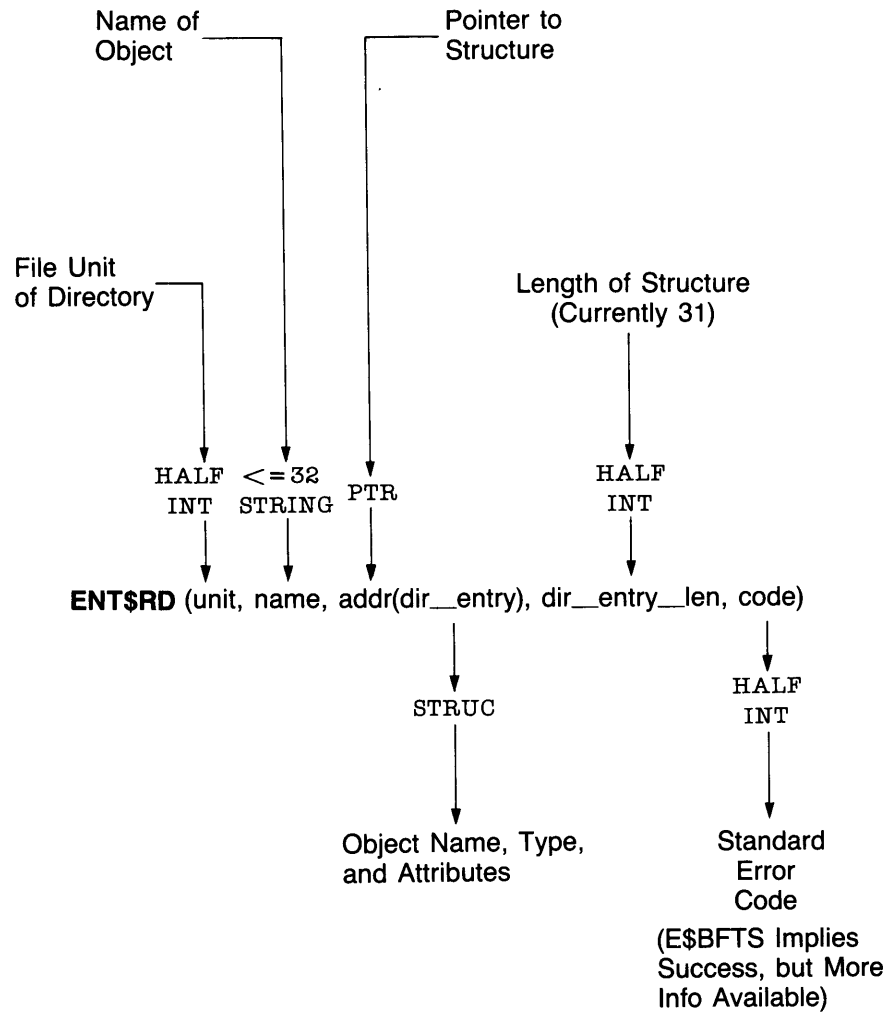 Name of
Object
Pointer to
Structure
File Unit
of Directory
Length of Structure
(Currently 31)
HALF
INT
<=32
STRING
PTR
HALF
INT
ENT$RD (unit, name, addr(dir__entry), dir__entry__len, code)
STRUC
HALF
INT
Object Name, Type,
and Attributes
Standard
Error
Code
(E$BFTS Implies
Success, but More
Info Available)